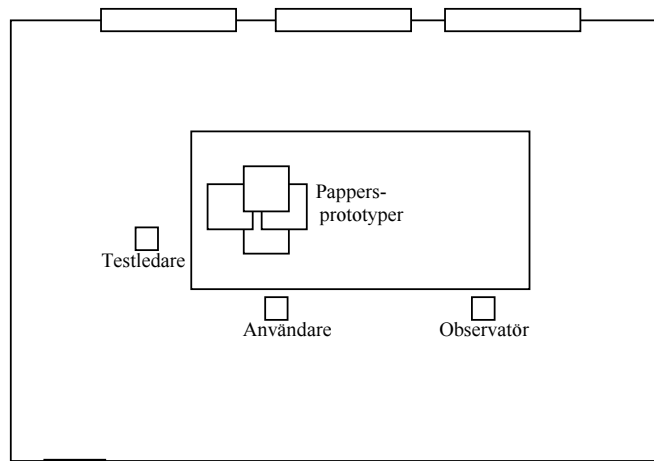 Pappers-
prototyper
Testledare
Användare
Observatör